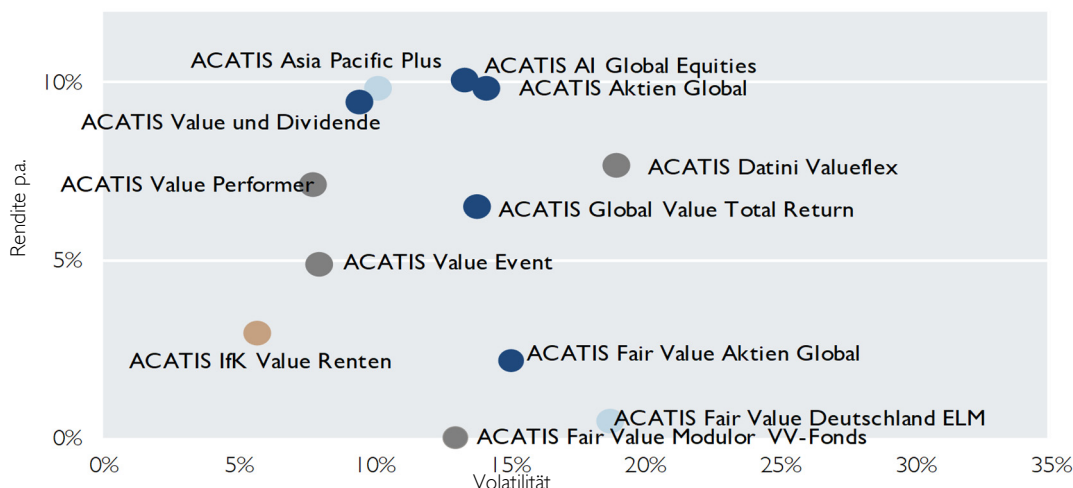 ACATIS Asia Pacific Plus
ACATIS AI Global Equities
10%
ACATIS Aktien Global
ACATIS Value und Dividende
ACATIS Datini Valueflex
ACATIS Value Performer
Rendite p.a.
ACATIS Global Value Total Return
5%
ACATIS Value Event
ACATIS IfK Value Renten
ACATIS Fair Value Aktien Global
ACATIS Fair Value Deutschland ELM
0%
ACATIS Fair Value Modulor VV-Fonds
0% 5% 10% 15% 20% 25% 30% 35%
Volatilität